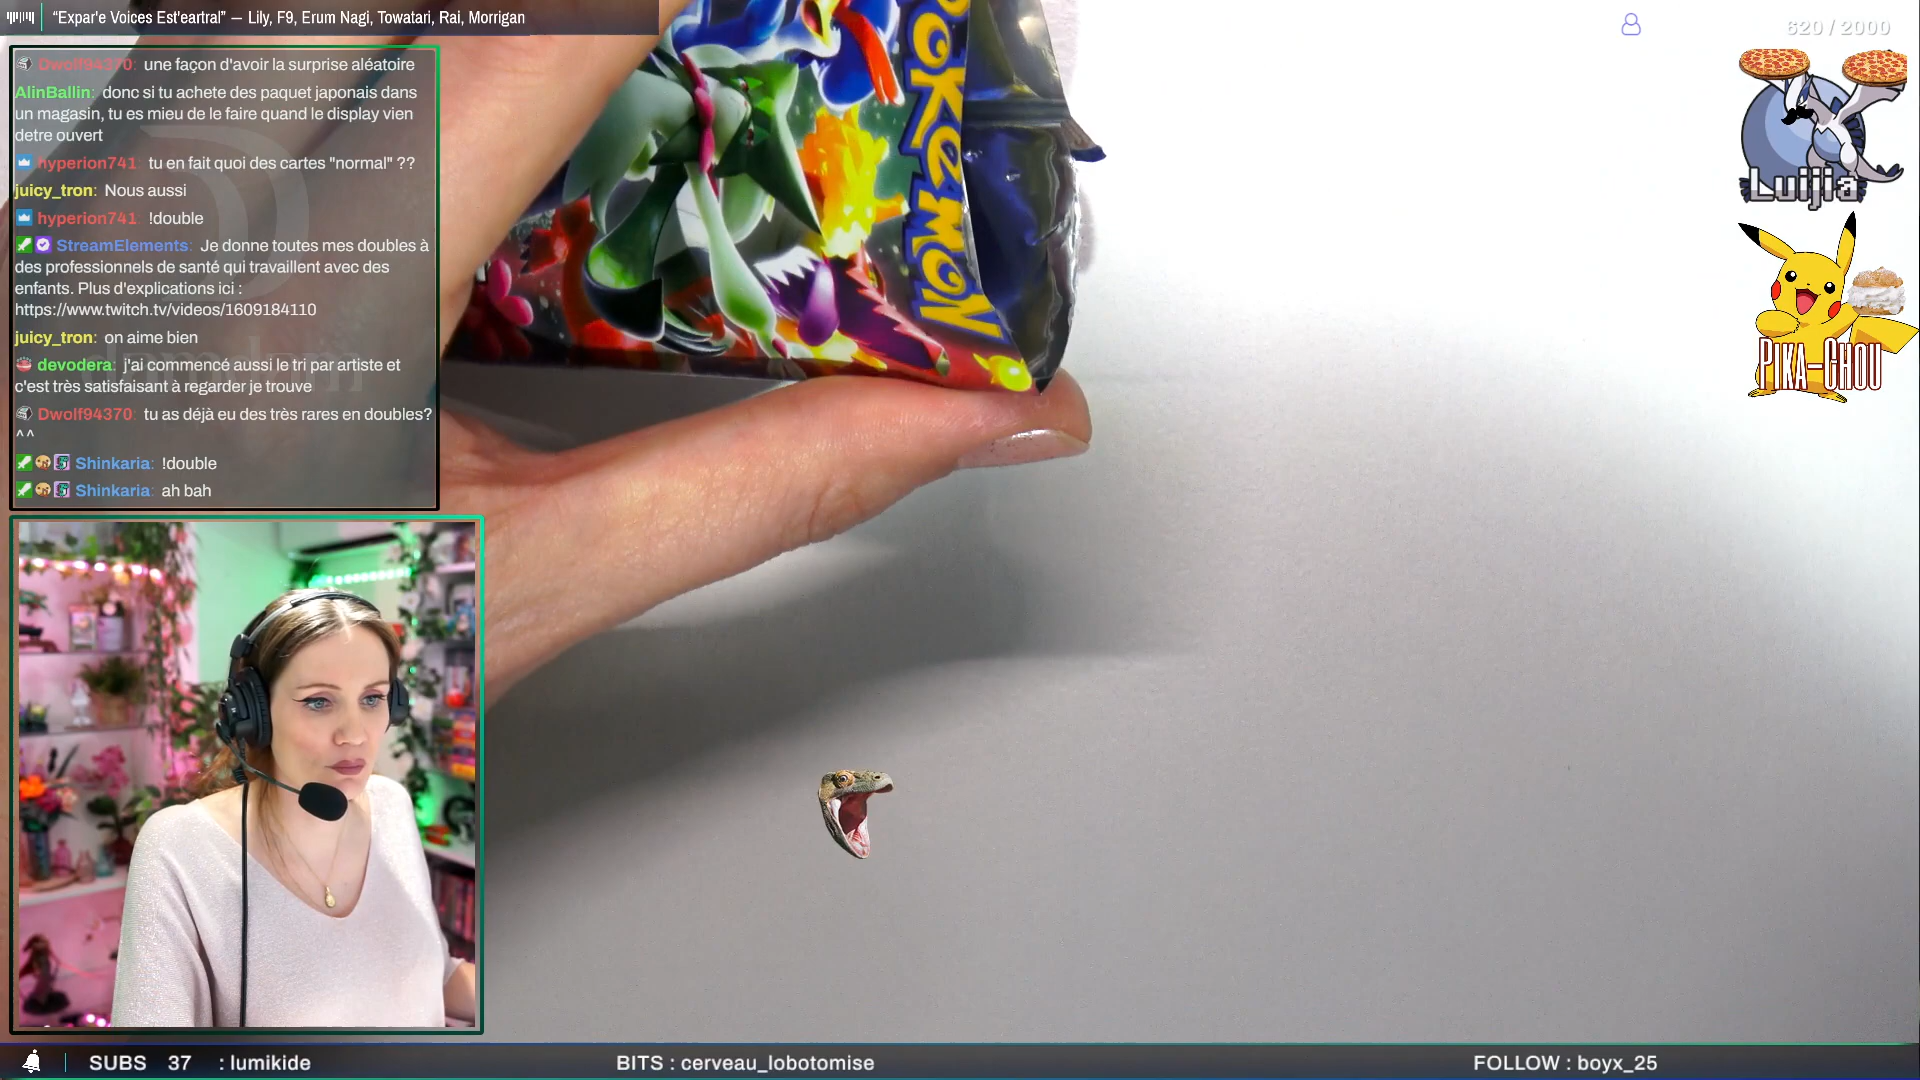 “Expar'e Voices Est'eartral” — Lily, F9, Erum Nagi, Towatari, Rai, Morrigan
620 / 2000
Dwolf94370: une façon d'avoir la surprise aléatoire
AlinBallin: donc si tu achete des paquet japonais dans
un magasin, tu es mieu de le faire quand le display vien
detre ouvert
hyperion741: tu en fait quoi des cartes "normal" ??
juicy_tron: Nous aussi
hyperion741: !double
StreamElements: Je donne toutes mes doubles à
des professionnels de santé qui travaillent avec des
enfants. Plus d'explications ici :
https://www.twitch.tv/videos/1609184110
juicy_tron: on aime bien
devodera: j'ai commencé aussi le tri par artiste et
c'est très satisfaisant à regarder je trouve
Dwolf94370: tu as déjà eu des très rares en doubles?
^^
Shinkaria: !double
Shinkaria: ah bah
POKéMON
Luijia
PIKA-CHOU
SUBS 37 : lumikide
BITS : cerveau_lobotomise
FOLLOW : boyx_25